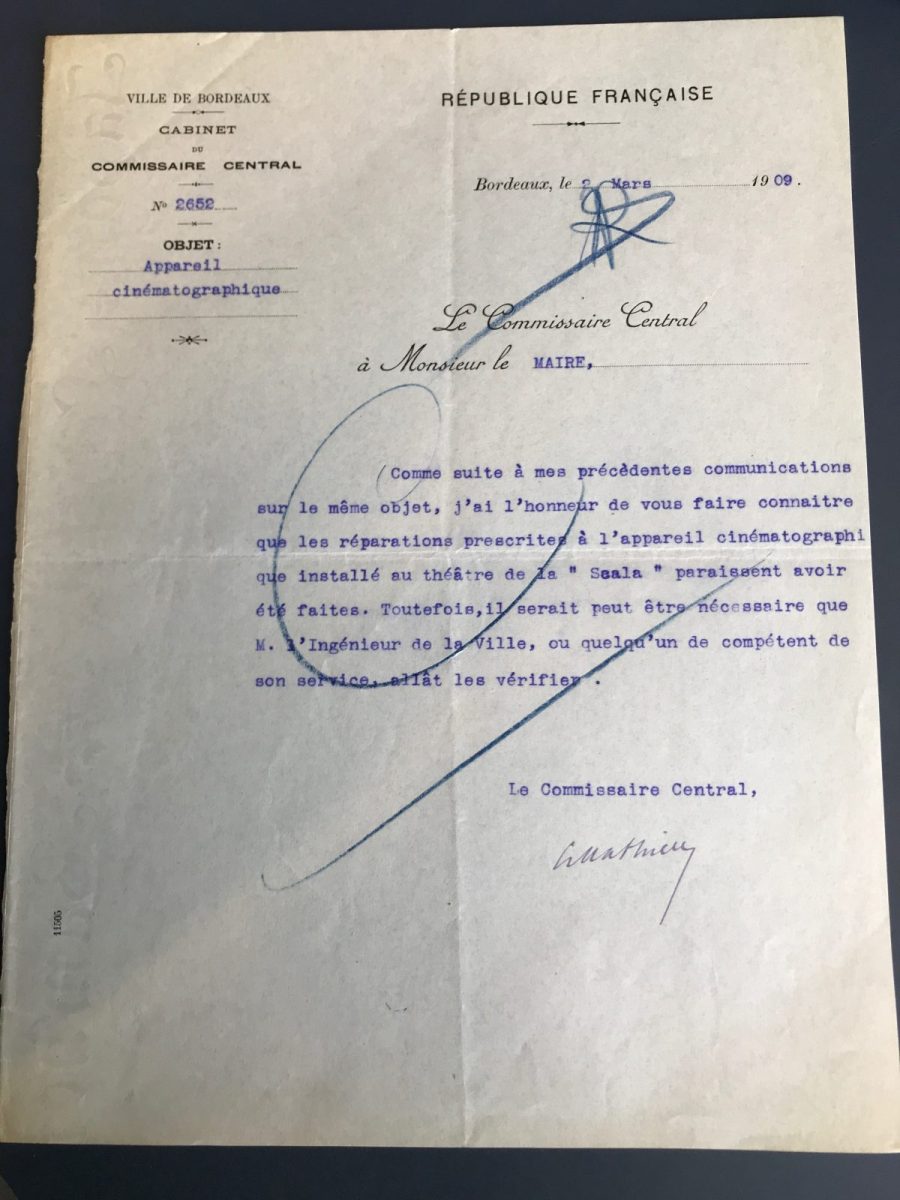 VILLE DE BORDEAUX
CABINET
DU
COMMISSAIRE CENTRAL
No 2652
OBJET :
Appareil
cinématographique
RÉPUBLIQUE FRANÇAISE
Bordeaux, le 2 Mars 1909.
Le Commissaire Central
à Monsieur le MAIRE,
Comme suite à mes précèdentes communications
sur le même objet, j'ai l'honneur de vous faire connaitre
que les réparations prescrites à l'appareil cinématographi
que installé au théâtre de la " Scala " paraissent avoir
été faites. Toutefois,il serait peut être nécessaire que
M. l'Ingénieur de la Ville, ou quelqu'un de compétent de
son service, allât les vérifier .
Le Commissaire Central,
Mathieu
11505